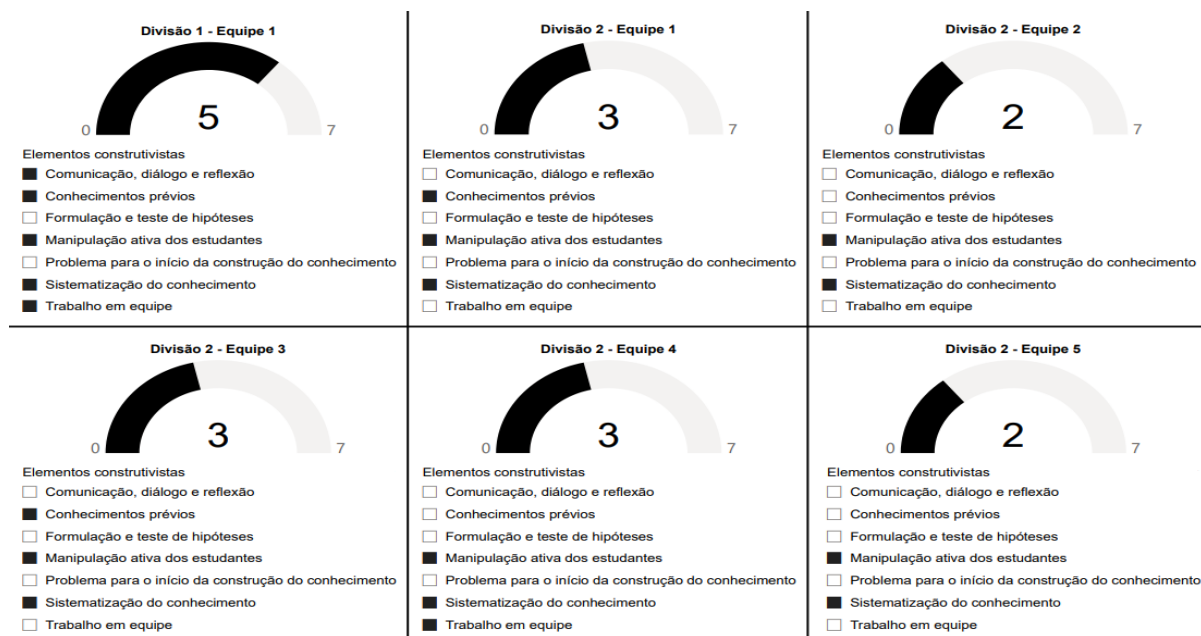 Divisão 1 - Equipe 1
5
0
7
Elementos construtivistas
Comunicação, diálogo e reflexão
Conhecimentos prévios
Formulação e teste de hipóteses
Manipulação ativa dos estudantes
Problema para o início da construção do conhecimento
Sistematização do conhecimento
Trabalho em equipe
Divisão 2 - Equipe 1
3
0
7
Elementos construtivistas
Comunicação, diálogo e reflexão
Conhecimentos prévios
Formulação e teste de hipóteses
Manipulação ativa dos estudantes
Problema para o início da construção do conhecimento
Sistematização do conhecimento
Trabalho em equipe
Divisão 2 - Equipe 2
2
0
7
Elementos construtivistas
Comunicação, diálogo e reflexão
Conhecimentos prévios
Formulação e teste de hipóteses
Manipulação ativa dos estudantes
Problema para o início da construção do conhecimento
Sistematização do conhecimento
Trabalho em equipe
Divisão 2 - Equipe 3
3
0
7
Elementos construtivistas
Comunicação, diálogo e reflexão
Conhecimentos prévios
Formulação e teste de hipóteses
Manipulação ativa dos estudantes
Problema para o início da construção do conhecimento
Sistematização do conhecimento
Trabalho em equipe
Divisão 2 - Equipe 4
3
0
7
Elementos construtivistas
Comunicação, diálogo e reflexão
Conhecimentos prévios
Formulação e teste de hipóteses
Manipulação ativa dos estudantes
Problema para o início da construção do conhecimento
Sistematização do conhecimento
Trabalho em equipe
Divisão 2 - Equipe 5
2
0
7
Elementos construtivistas
Comunicação, diálogo e reflexão
Conhecimentos prévios
Formulação e teste de hipóteses
Manipulação ativa dos estudantes
Problema para o início da construção do conhecimento
Sistematização do conhecimento
Trabalho em equipe